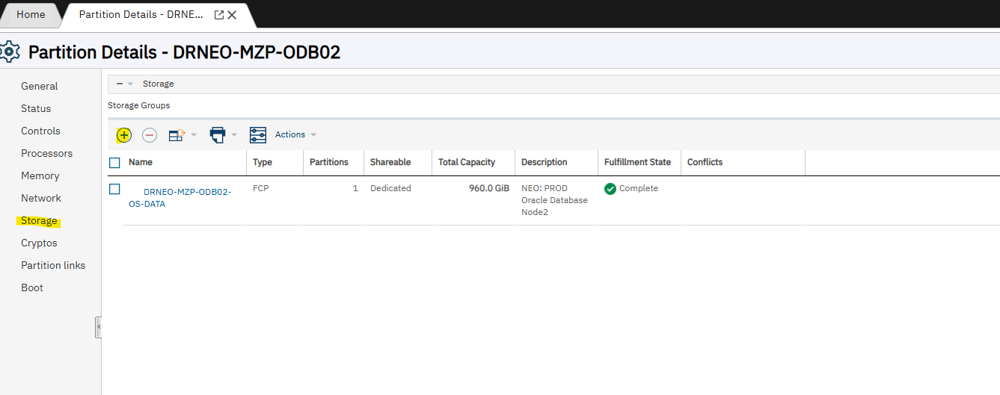 Home
Partition Details - DRNE...
Partition Details - DRNEO-MZP-ODB02
General
Status
Controls
Processors
Memory
Network
Storage
Cryptos
Partition links
Boot
Storage
Storage Groups
Actions
Name Type Partitions Shareable Total Capacity Description Fulfillment State Conflicts
DRNEO-MZP-ODB02-
OS-DATA
FCP
1
Dedicated
960.0 GiB
NEO: PROD
Oracle Database
Node2
Complete